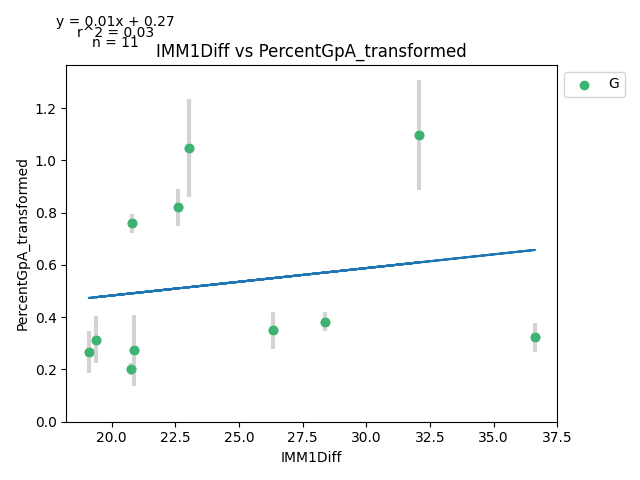 y = 0.01x + 0.27
r^2 = 0.03
n = 11
IMM1Diff vs PercentGpA_transformed
G
PercentGpA_transformed
1.2
1.0
0.8
0.6
0.4
0.2
0.0
20.0 22.5 25.0 27.5 30.0 32.5 35.0 37.5
IMM1Diff